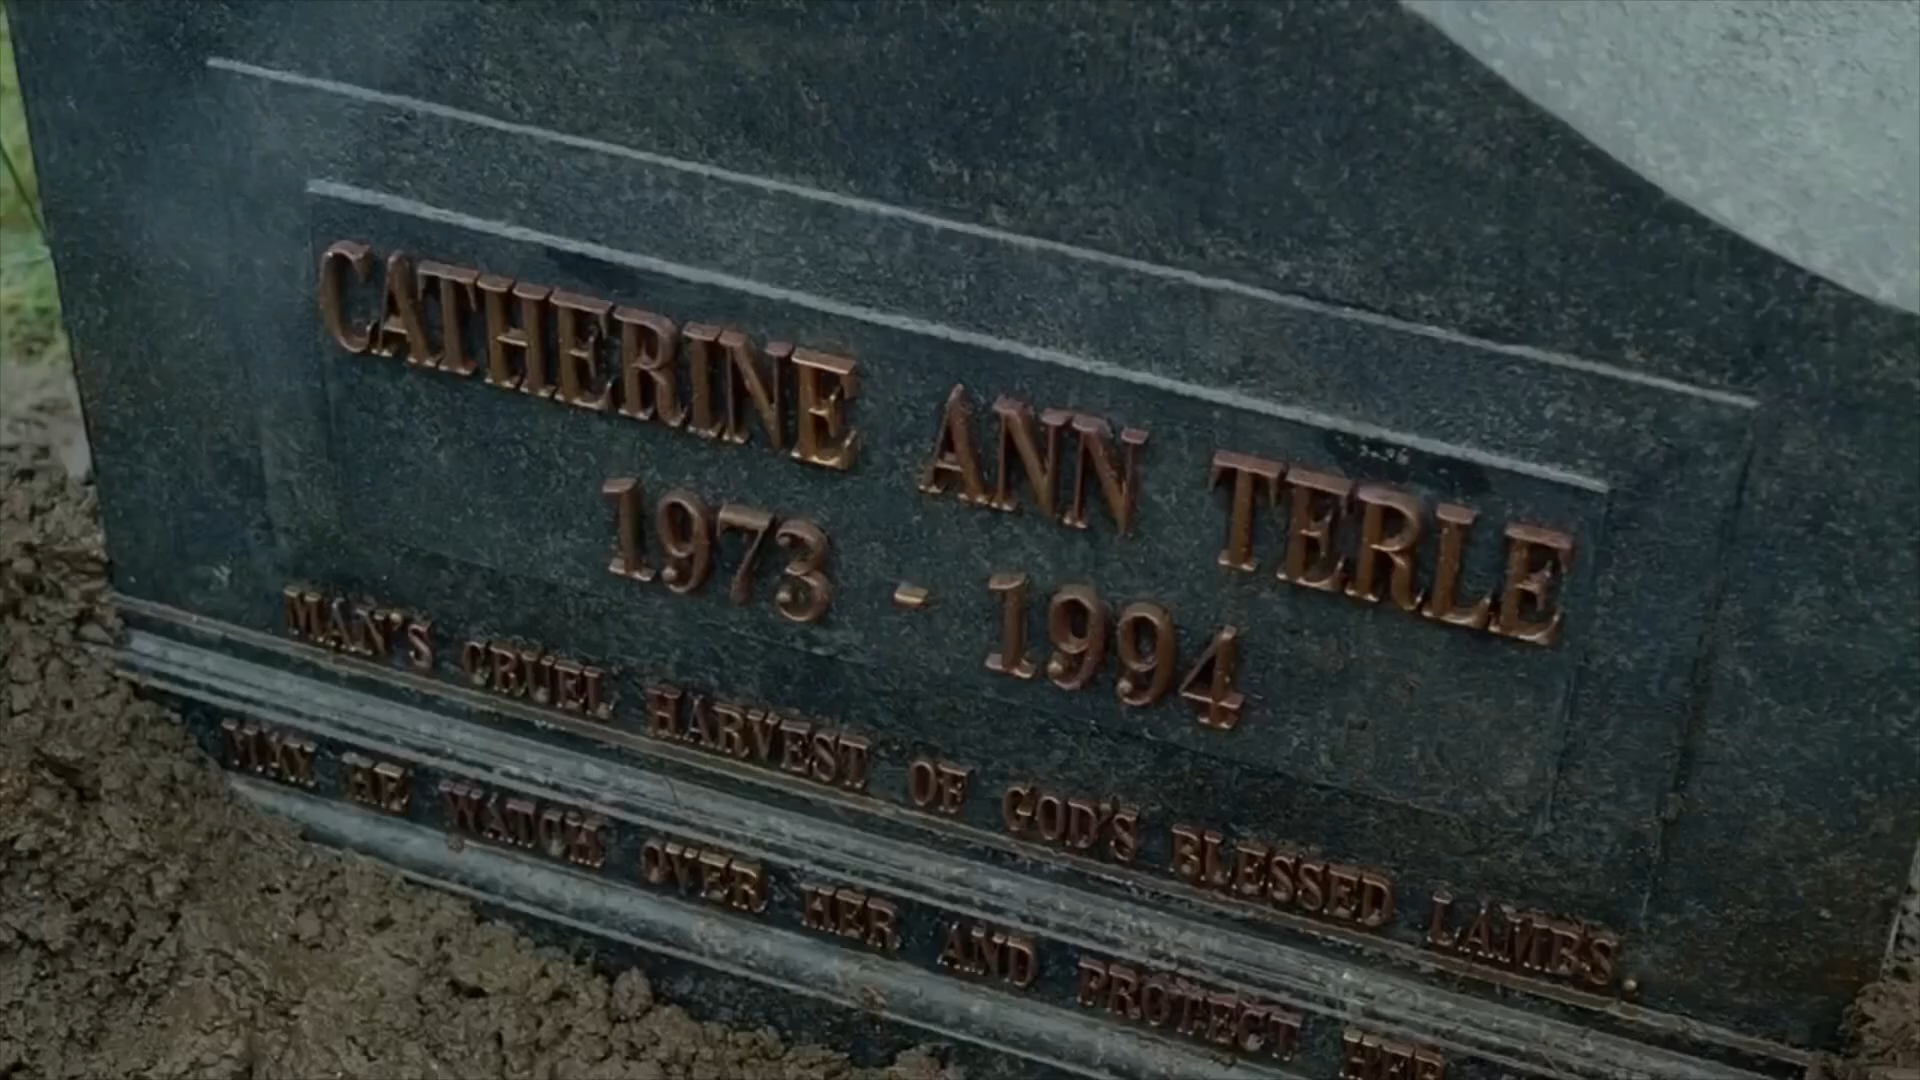 CATHERINE ANN TERLE
1973 - 1994
MAN'S CRUEL HARVEST OF GOD'S BLESSED LAMBS.
MAY HE WATCH OVER HER AND PROTECT HER